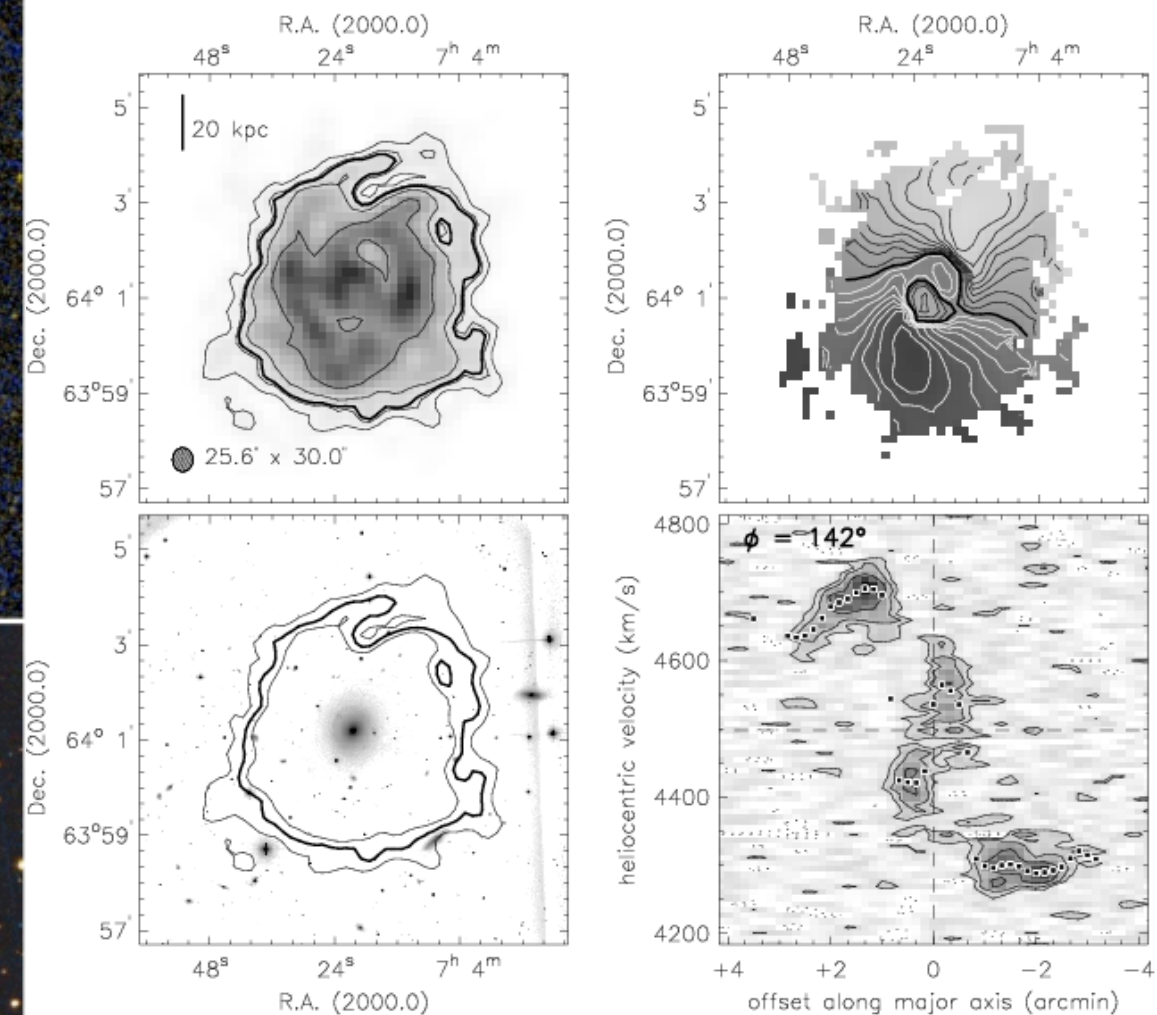 R.A. (2000.0)
48ˢ 24ˢ 7ʰ 4ᵐ
5'
20 kpc
3'
64° 1'
63°59'
57'
Dec. (2000.0)
25.6" x 30.0"
R.A. (2000.0)
48ˢ 24ˢ 7ʰ 4ᵐ
5'
3'
64° 1'
63°59'
57'
Dec. (2000.0)
5'
3'
64° 1'
63°59'
57'
Dec. (2000.0)
48ˢ 24ˢ 7ʰ 4ᵐ
R.A. (2000.0)
ϕ = 142°
4800
4600
4400
4200
heliocentric velocity (km/s)
+4 +2 0 −2 −4
offset along major axis (arcmin)